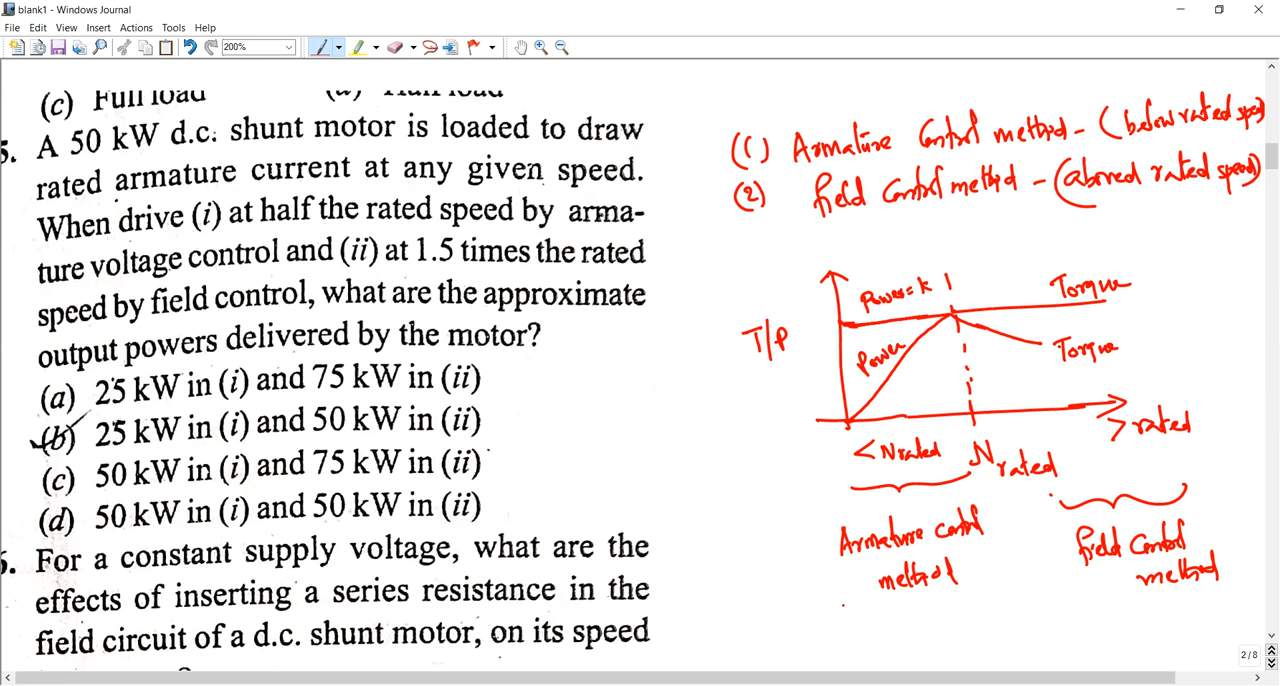 blank1 - Windows Journal
File Edit View Insert Actions Tools Help
200%
(c) Full load
5. A 50 kW d.c. shunt motor is loaded to draw
rated armature current at any given speed.
When drive (i) at half the rated speed by arma-
ture voltage control and (ii) at 1.5 times the rated
speed by field control, what are the approximate
output powers delivered by the motor?
(a) 25 kW in (i) and 75 kW in (ii)
(b) 25 kW in (i) and 50 kW in (ii)
(c) 50 kW in (i) and 75 kW in (ii)
(d) 50 kW in (i) and 50 kW in (ii)
For a constant supply voltage, what are the
effects of inserting a series resistance in the
field circuit of a d.c. shunt motor, on its speed
(1) Armature Control method - (below rated speed
(2) field Control method - (aboved rated speed)
Power = k
Torque
T/P
Power
Torque
> rated
< Nrated
Nrated
Armature control
method
field Control
method
2 / 8